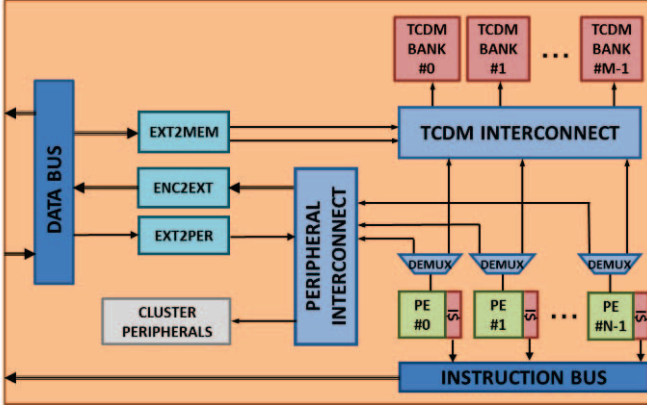 TCDM
BANK
#0
TCDM
BANK
#1
...
TCDM
BANK
#M-1
TCDM INTERCONNECT
DATA BUS
EXT2MEM
ENC2EXT
EXT2PER
PERIPHERAL
INTERCONNECT
CLUSTER
PERIPHERALS
DEMUX
DEMUX
DEMUX
PE
#0
I$
PE
#1
I$
...
PE
#N-1
I$
INSTRUCTION BUS